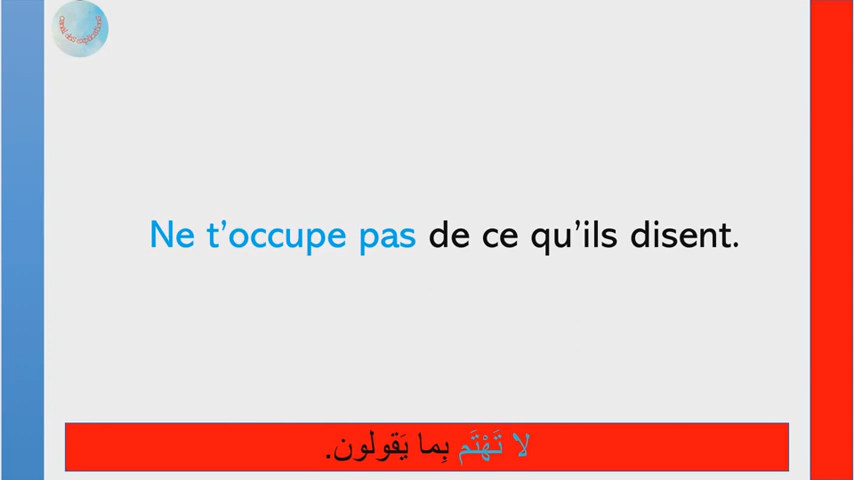 Ne t’occupe pas de ce qu’ils disent.
لا تَهْتَم بِما يَقولون.